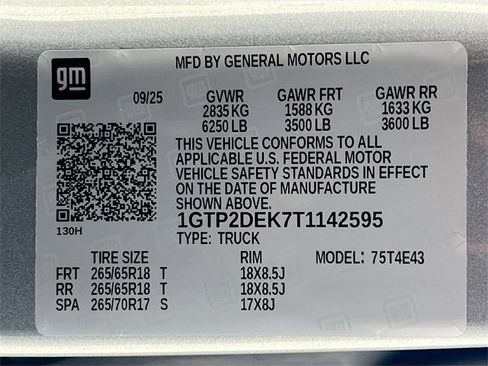 gm
MFD BY GENERAL MOTORS LLC
09/25 GVWR GAWR FRT GAWR RR
2835 KG 1588 KG 1633 KG
6250 LB 3500 LB 3600 LB
THIS VEHICLE CONFORMS TO ALL
APPLICABLE U.S. FEDERAL MOTOR
VEHICLE SAFETY STANDARDS IN EFFECT
ON THE DATE OF MANUFACTURE
SHOWN ABOVE.
130H 1GTP2DEK7T1142595
TYPE: TRUCK
TIRE SIZE RIM MODEL: 75T4E43
FRT 265/65R18 T 18X8.5J
RR 265/65R18 T 18X8.5J
SPA 265/70R17 S 17X8J